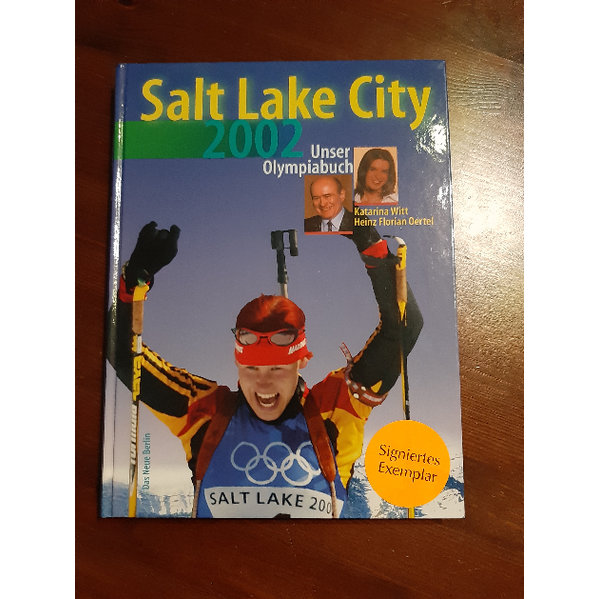 Salt Lake City
2002
Unser
Olympiabuch
Katarina Witt
Heinz Florian Oertel
SALT LAKE 200
Signiertes
Exemplar
Das Neue Berlin